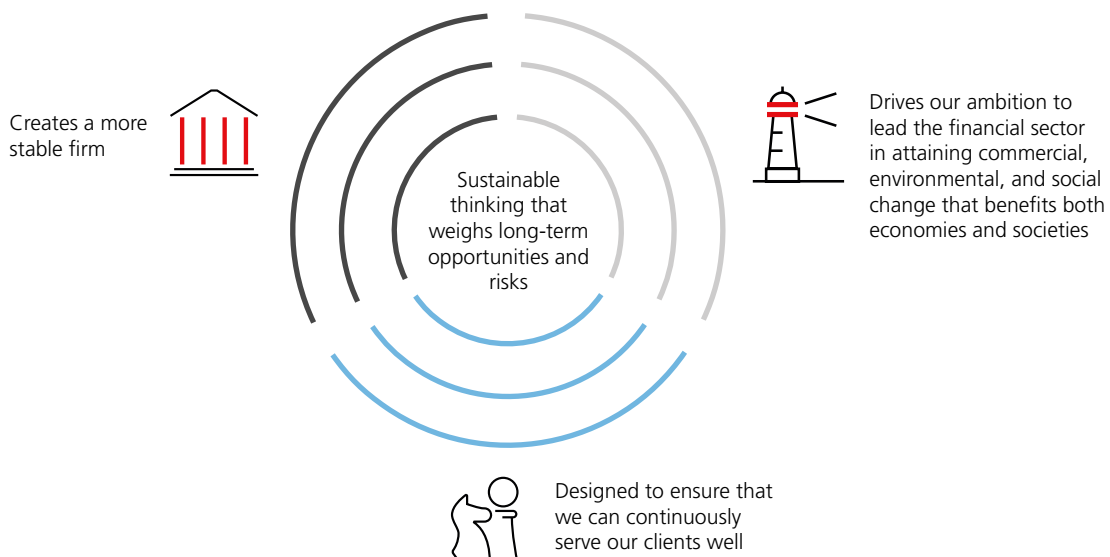 Creates a more
stable firm
Sustainable
thinking that
weighs long-term
opportunities and
risks
Drives our ambition to
lead the financial sector
in attaining commercial,
environmental, and social
change that benefits both
economies and societies
Designed to ensure that
we can continuously
serve our clients well